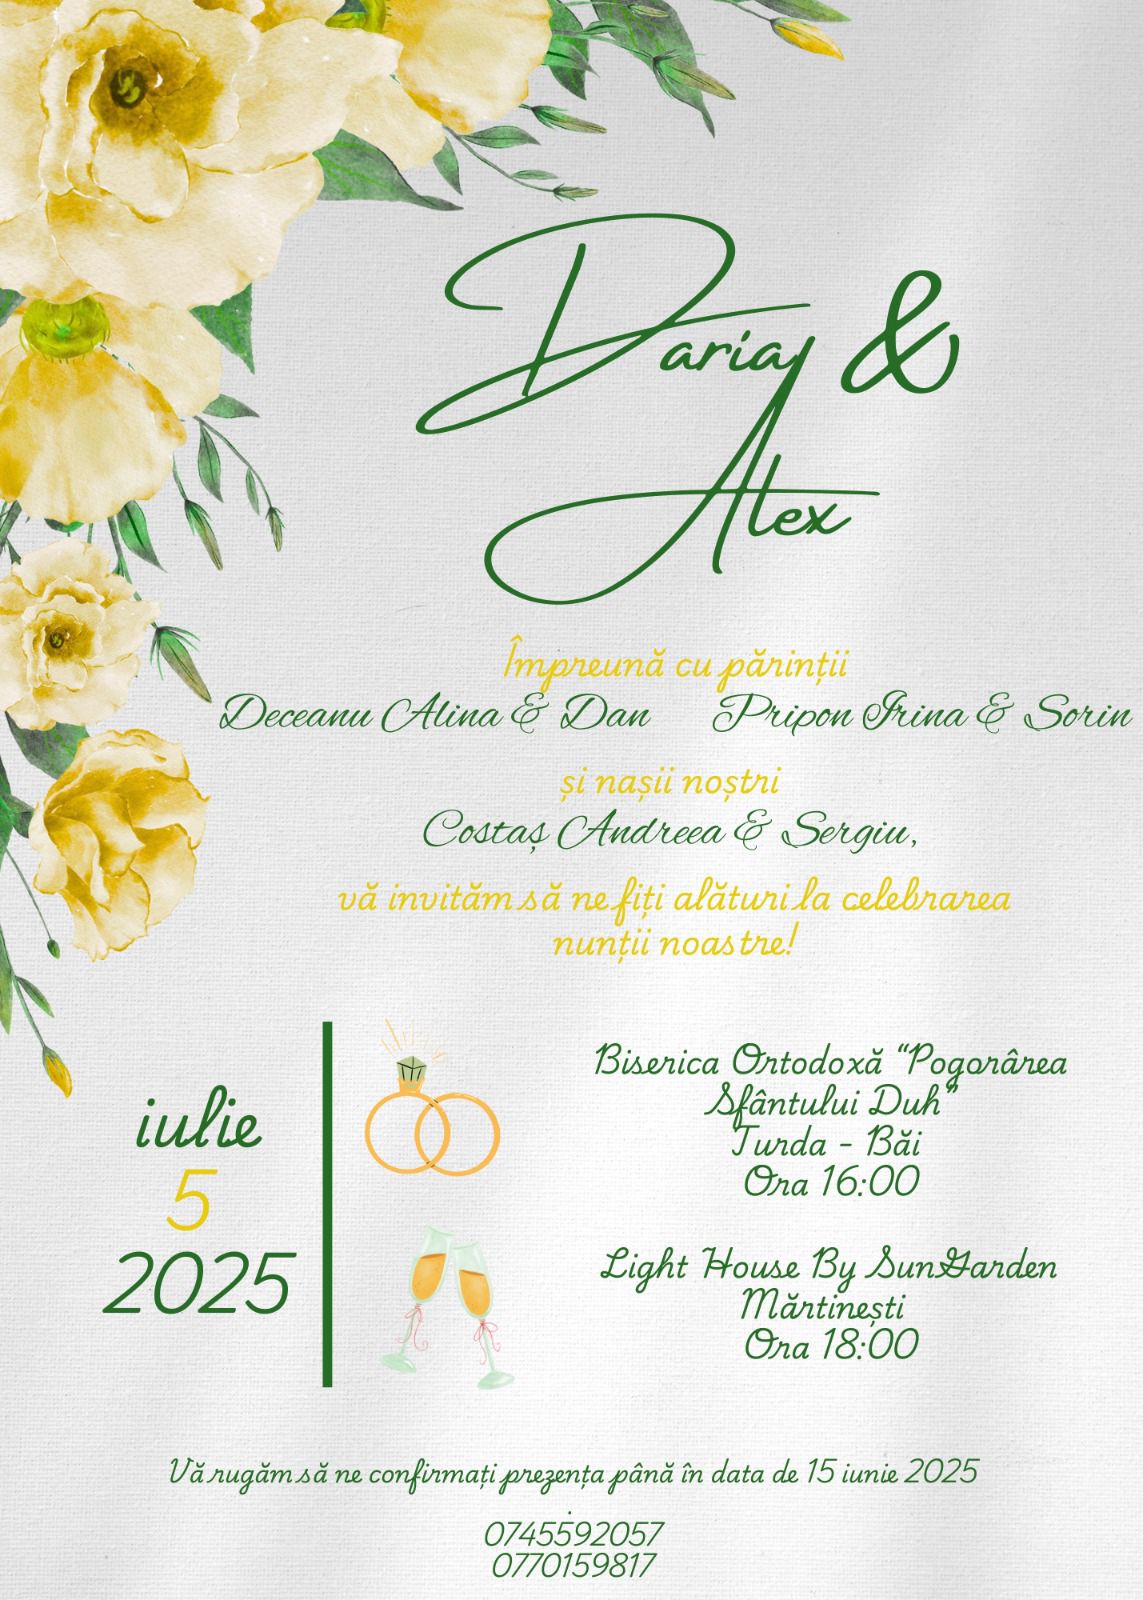 Daria &
Alex
Împreună cu părinții
Deceanu Alina & Dan Pripon Irina & Sorin
și nașii noștri
Costaș Andreea & Sergiu,
vă invităm să ne fiți alături la celebrarea
nunții noastre!
iulie
5
2025
Biserica Ortodoxă “Pogorârea
Sfântului Duh”
Turda - Băi
Ora 16:00
Light House By SunGarden
Mărtinești
Ora 18:00
Vă rugăm să ne confirmați prezența până în data de 15 iunie 2025
.
0745592057
0770159817